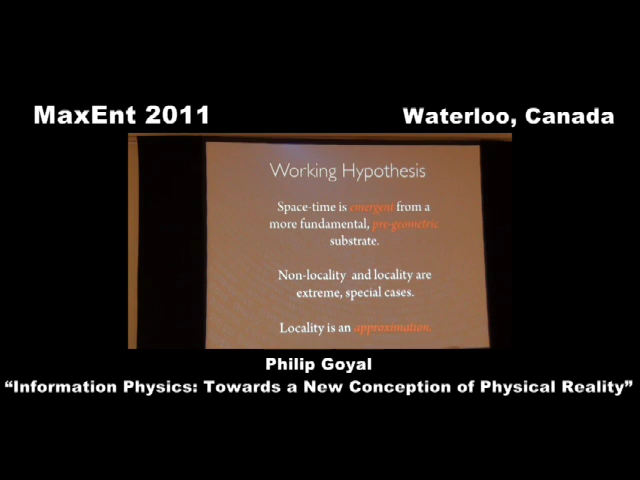 MaxEnt 2011
Waterloo, Canada
Working Hypothesis
Space-time is emergent from a
more fundamental, pre-geometric
substrate.
Non-locality and locality are
extreme, special cases.
Locality is an approximation.
Philip Goyal
“Information Physics: Towards a New Conception of Physical Reality”